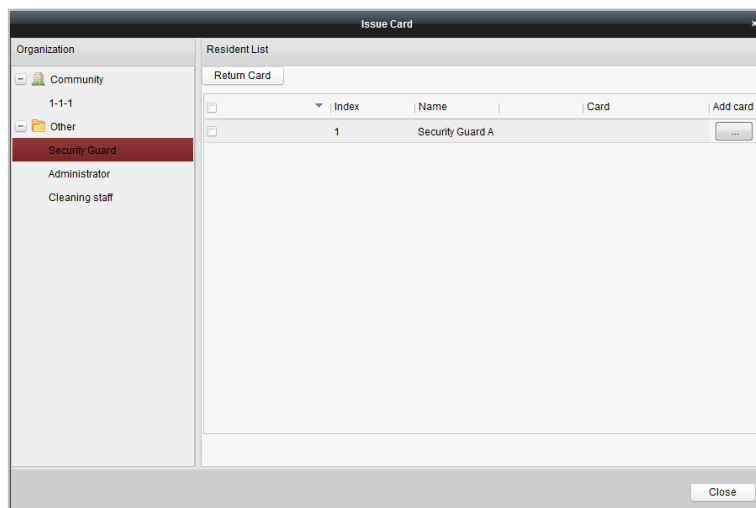 Issue Card
Organization
Community
1-1-1
Other
Security Guard
Administrator
Cleaning staff
Resident List
Return Card
Index Name Card Add card
1 Security Guard A ...
Close